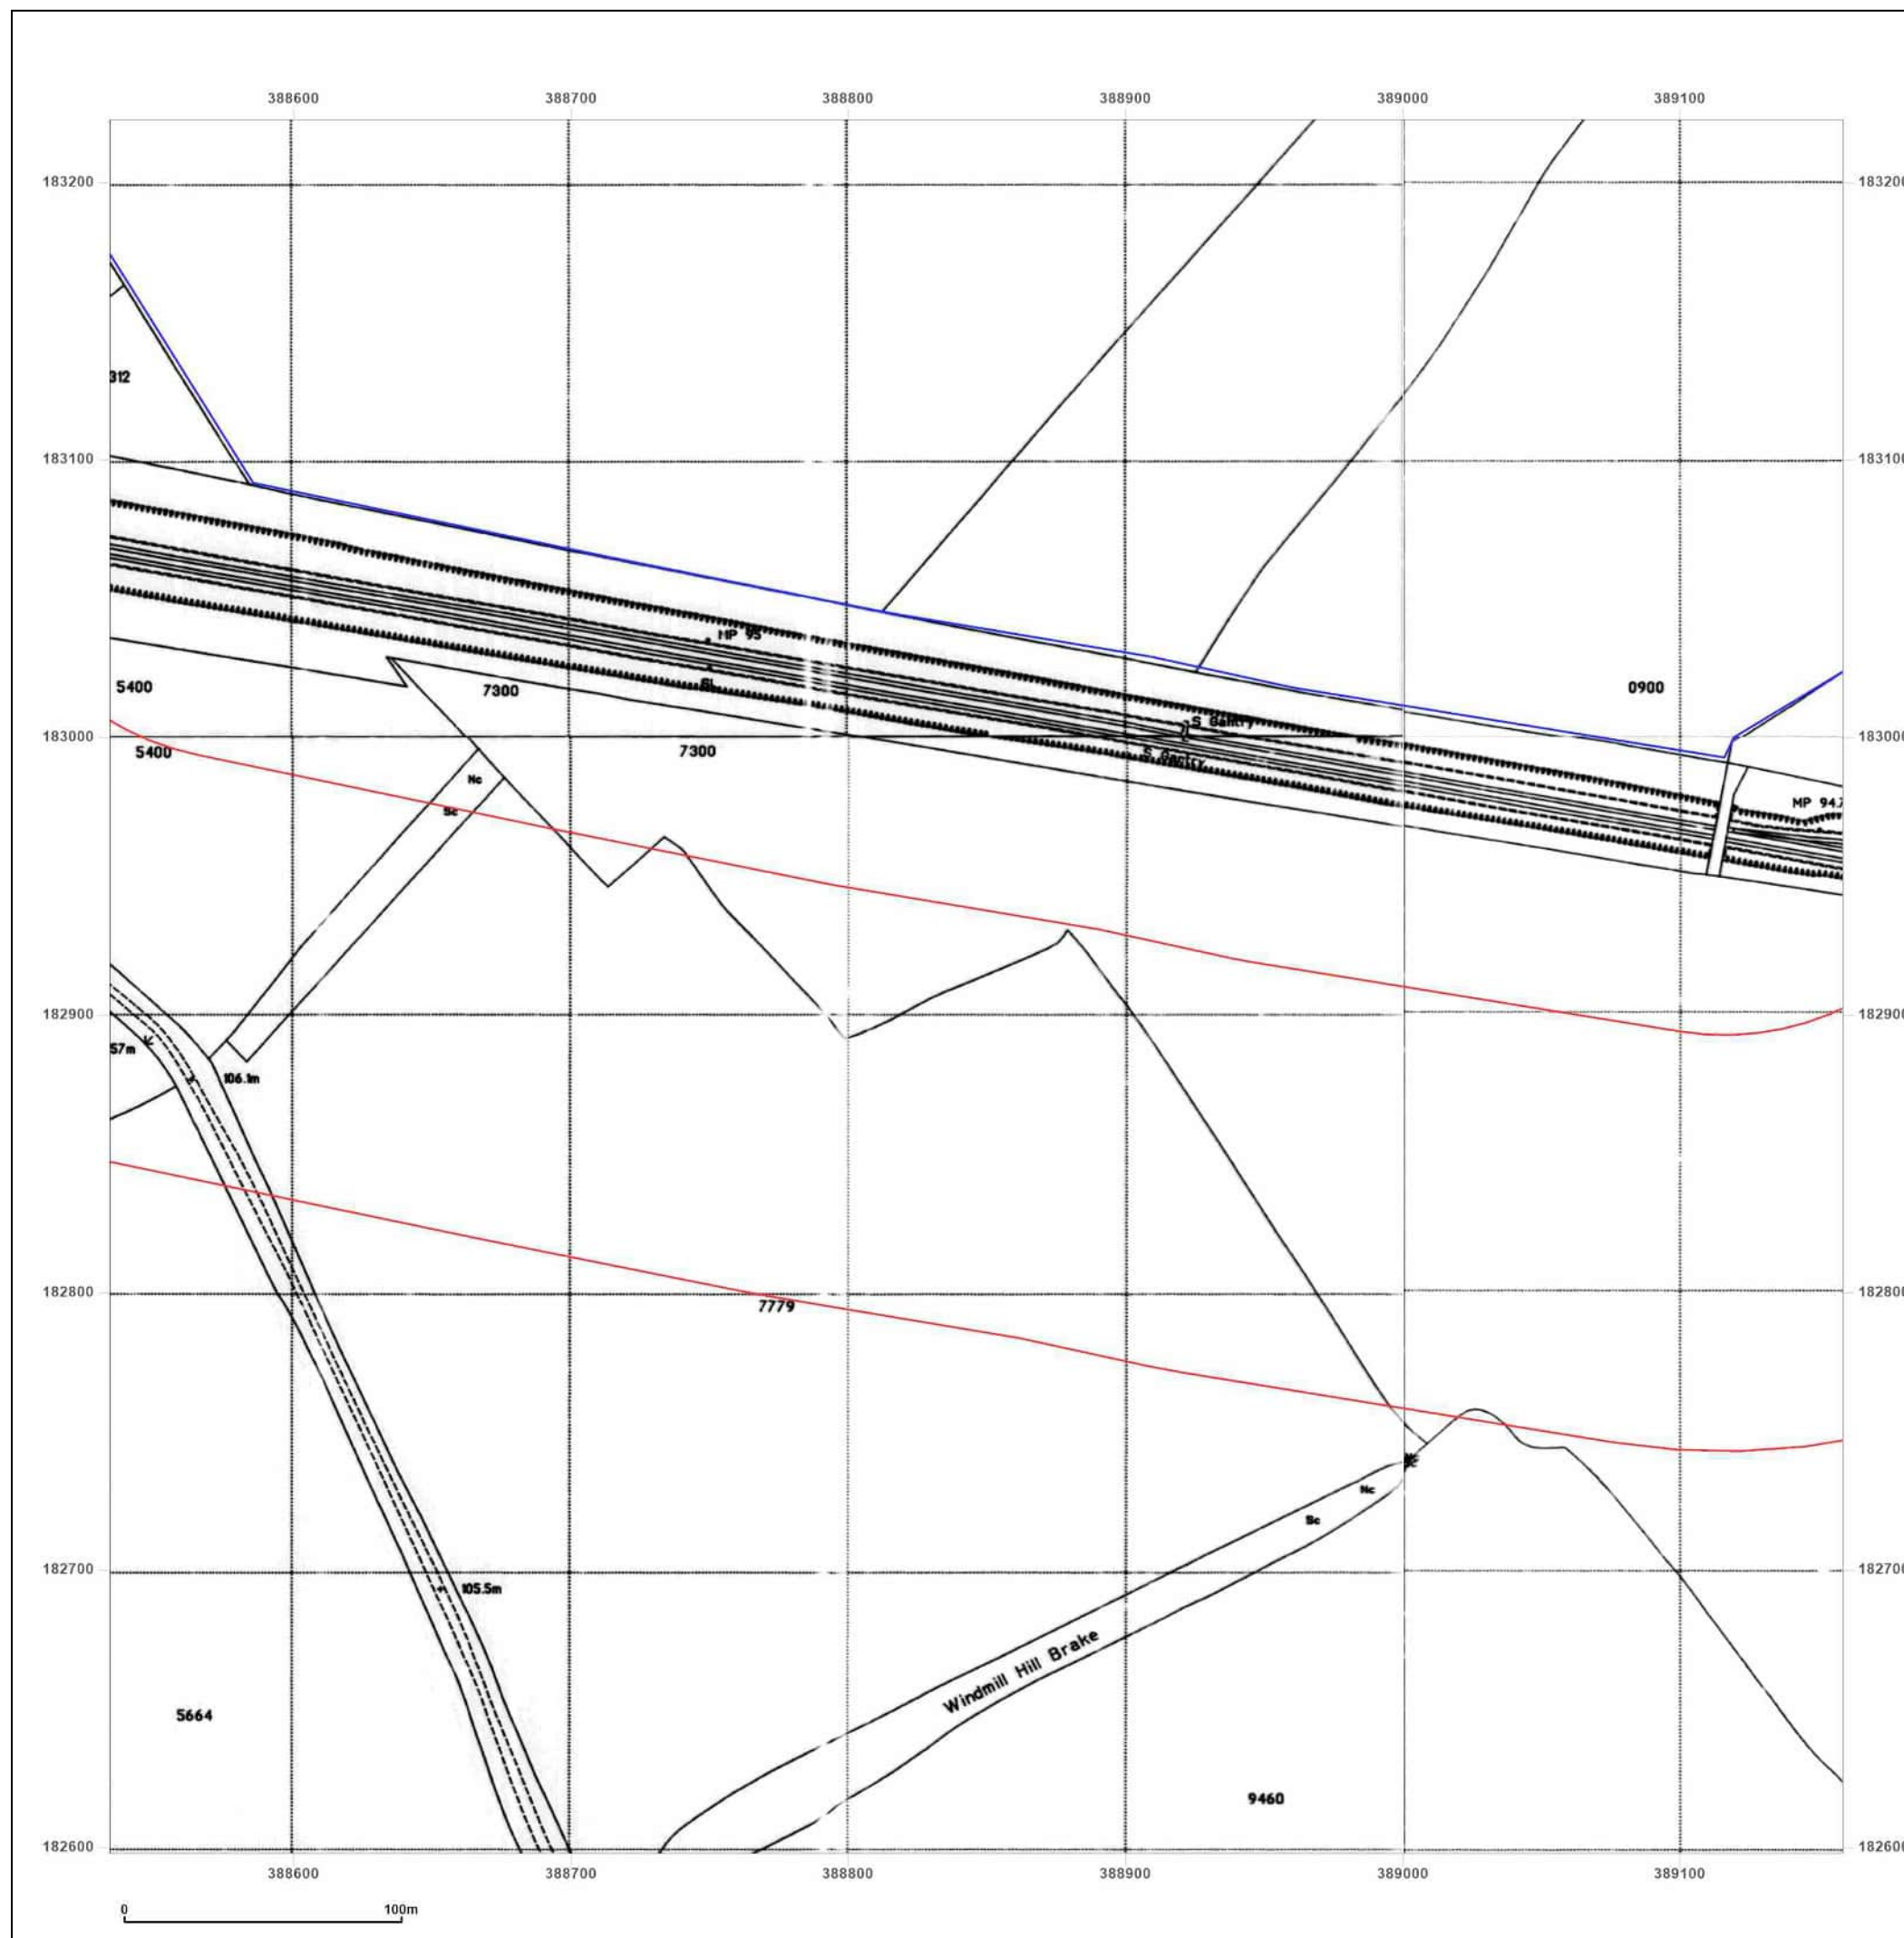 388600 388700 388800 388900 389000 389100
183200 183200
312
183100 183100
MP 95
SL
5400 7300 0900
S Gantry
183000 183000
5400 7300
S Gantry
Nc
MP 94.
Sc
182900 182900
57m
106.1m
182800 182800
7779
Nc
Sc
182700 182700
105.5m
Windmill Hill Brake
5664
9460
182600 182600
388600 388700 388800 388900 389000 389100
0 100m